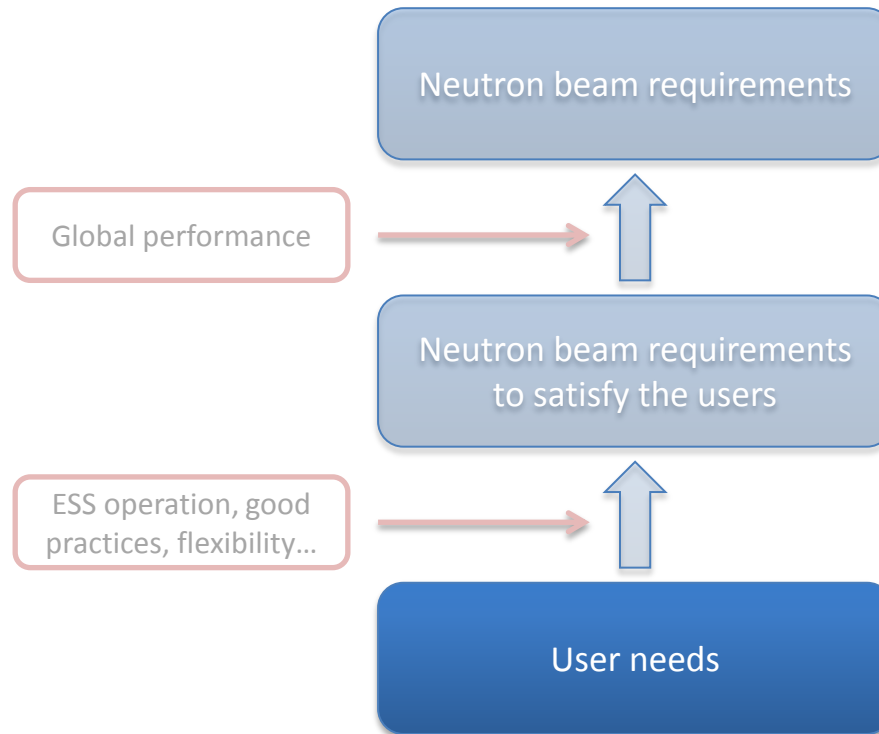 Neutron beam requirements
Global performance
Neutron beam requirements
to satisfy the users
ESS operation, good
practices, flexibility…
User needs